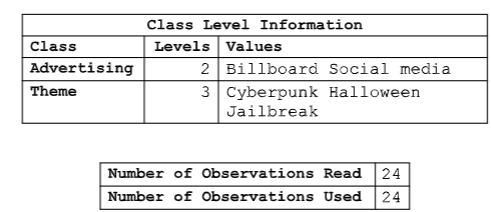 Class Level Information
Class Levels Values
Advertising 2 Billboard Social media
Theme 3 Cyberpunk Halloween
Jailbreak
Number of Observations Read 24
Number of Observations Used 24